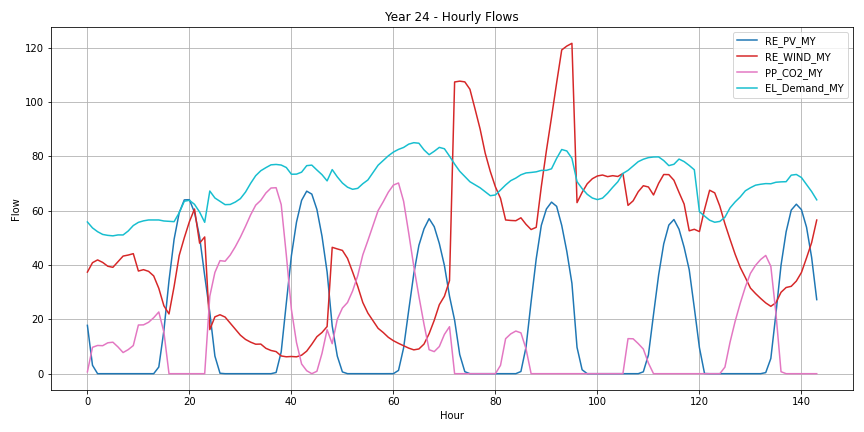 Year 24 - Hourly Flows
RE_PV_MY
RE_WIND_MY
PP_CO2_MY
EL_Demand_MY
120
100
80
60
40
20
0
Flow
0 20 40 60 80 100 120 140
Hour